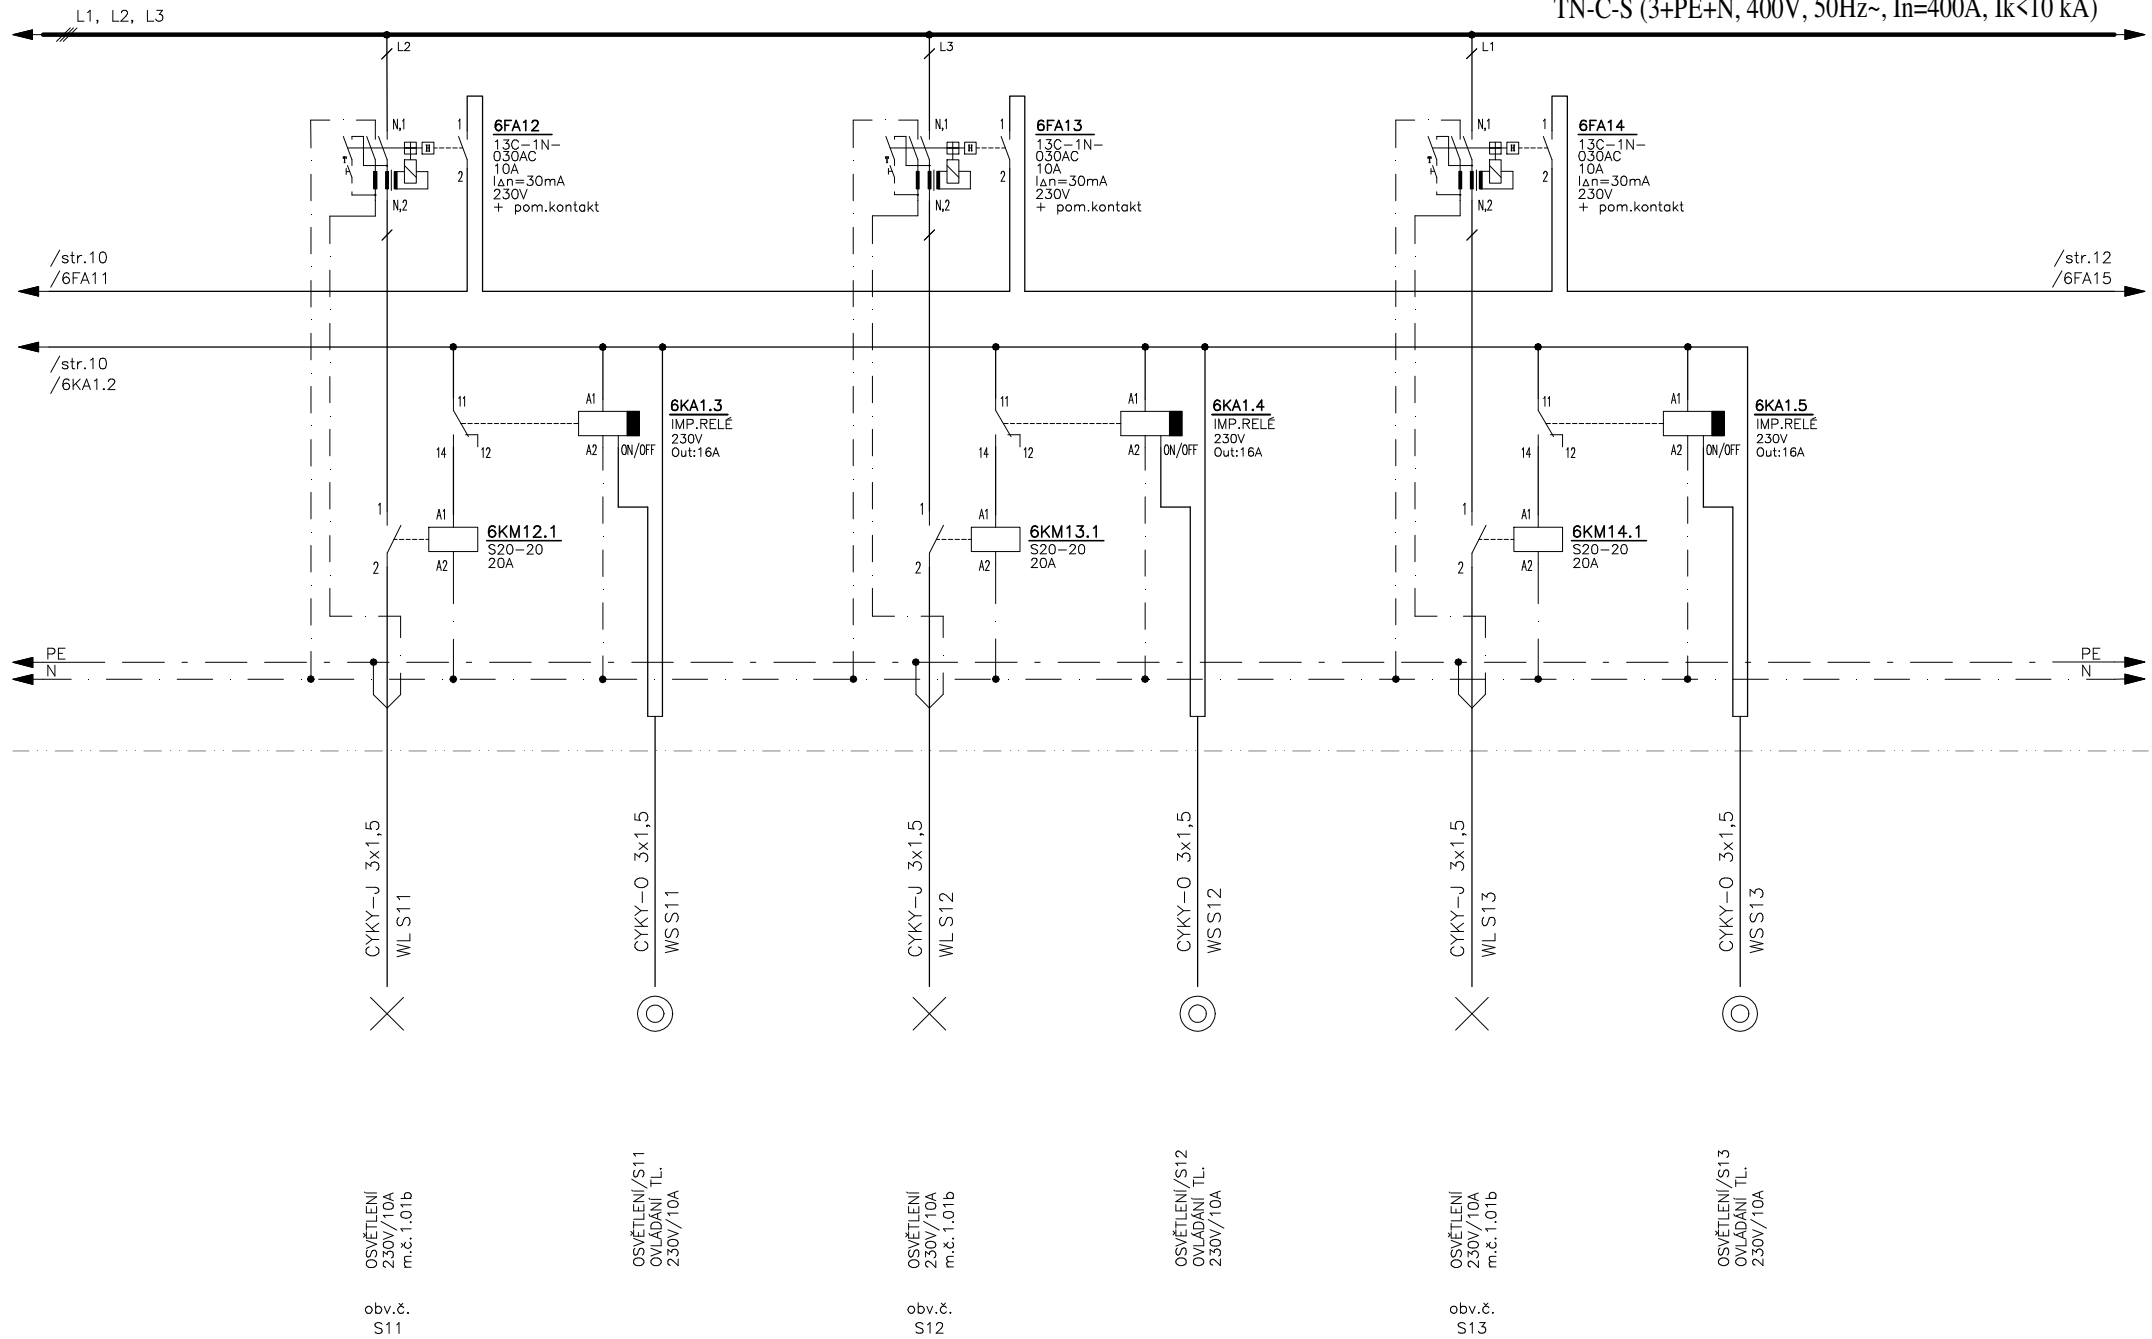 L1, L2, L3
TN-C-S (3+PE+N, 400V, 50Hz~, In=400A, Ik<10 kA)
L2
L3
L1
N,1
1
6FA12
13C-1N-
030AC
10A
I∆n=30mA
230V
+ pom.kontakt
2
N,2
N,1
1
6FA13
13C-1N-
030AC
10A
I∆n=30mA
230V
+ pom.kontakt
2
N,2
N,1
1
6FA14
13C-1N-
030AC
10A
I∆n=30mA
230V
+ pom.kontakt
2
N,2
/str.10
/6FA11
/str.12
/6FA15
/str.10
/6KA1.2
11
14
12
A1
A2
ON/OFF
6KA1.3
IMP.RELÉ
230V
Out:16A
11
14
12
A1
A2
ON/OFF
6KA1.4
IMP.RELÉ
230V
Out:16A
11
14
12
A1
A2
ON/OFF
6KA1.5
IMP.RELÉ
230V
Out:16A
1
2
A1
A2
6KM12.1
S20-20
20A
1
2
A1
A2
6KM13.1
S20-20
20A
1
2
A1
A2
6KM14.1
S20-20
20A
PE
N
PE
N
CYKY-J 3x1,5
WL S11
CYKY-O 3x1,5
WS S11
CYKY-J 3x1,5
WL S12
CYKY-O 3x1,5
WS S12
CYKY-J 3x1,5
WL S13
CYKY-O 3x1,5
WS S13
OSVĚTLENÍ
230V/10A
m.č.1.01b
OSVĚTLENÍ/S11
OVLÁDÁNÍ TL.
230V/10A
OSVĚTLENÍ
230V/10A
m.č.1.01b
OSVĚTLENÍ/S12
OVLÁDÁNÍ TL.
230V/10A
OSVĚTLENÍ
230V/10A
m.č.1.01b
OSVĚTLENÍ/S13
OVLÁDÁNÍ TL.
230V/10A
obv.č.
S11
obv.č.
S12
obv.č.
S13